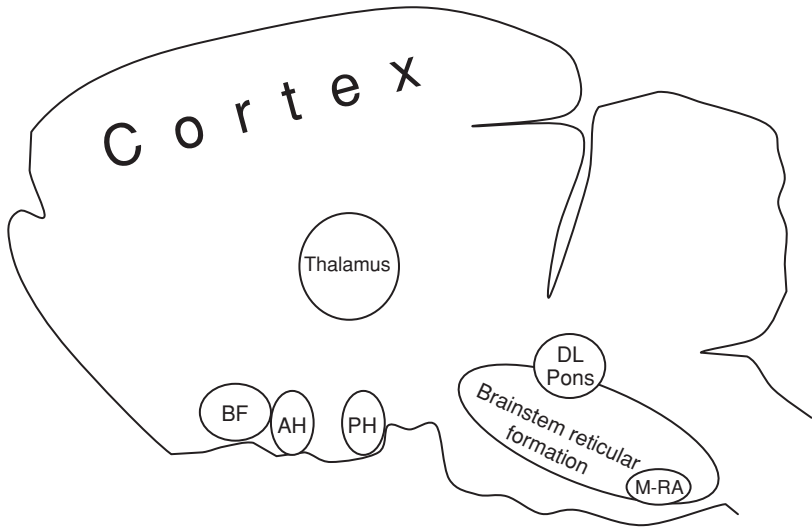 Cortex
Thalamus
DL
Pons
Brainstem reticular
formation
BF
AH
PH
M-RA